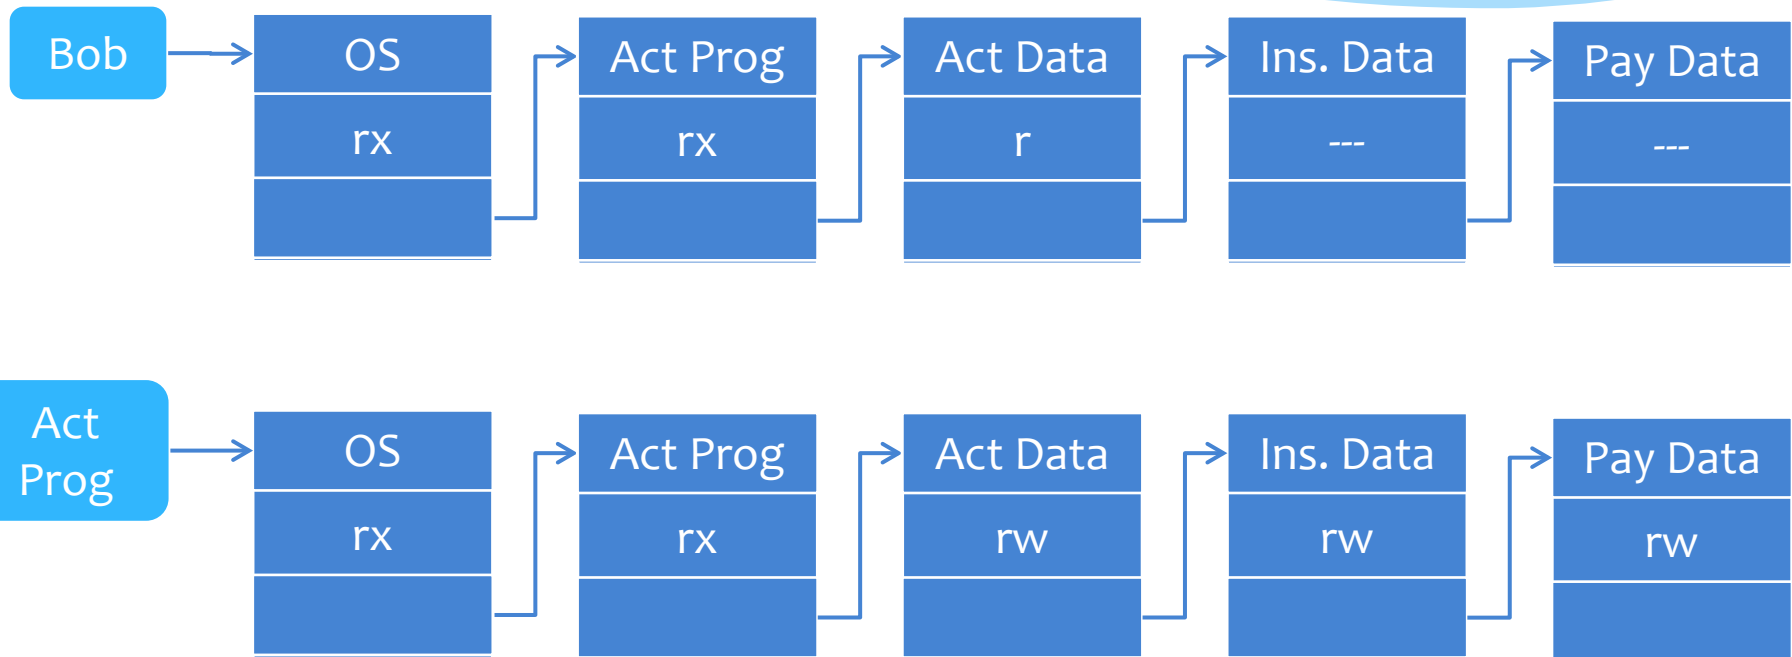 Bob
OS
Act Prog
Act Data
Ins. Data
Pay Data
rx
rx
r
---
---
Act
Prog
OS
Act Prog
Act Data
Ins. Data
Pay Data
rx
rx
rw
rw
rw